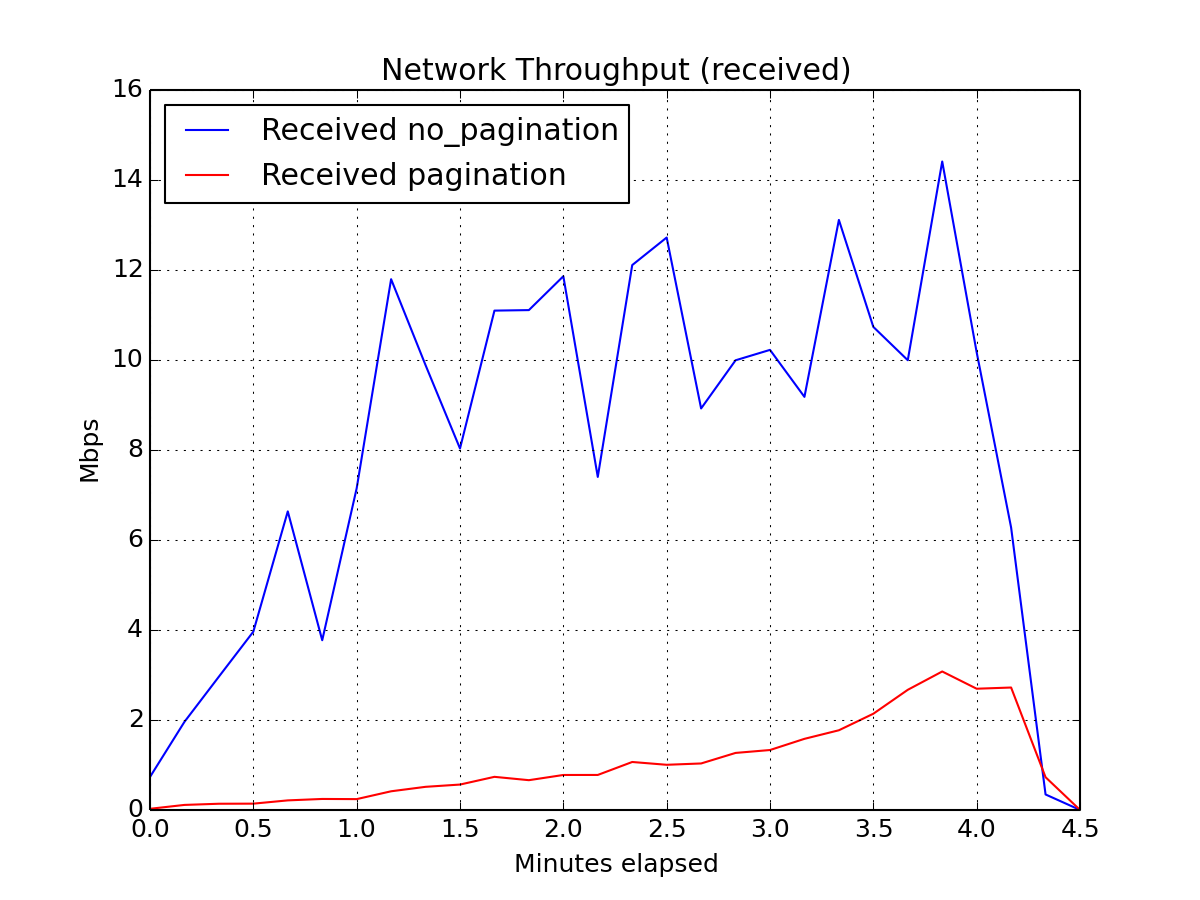 Network Throughput (received)
Received no_pagination
Received pagination
16
14
12
10
8
6
4
2
0
Mbps
0.0 0.5 1.0 1.5 2.0 2.5 3.0 3.5 4.0 4.5
Minutes elapsed